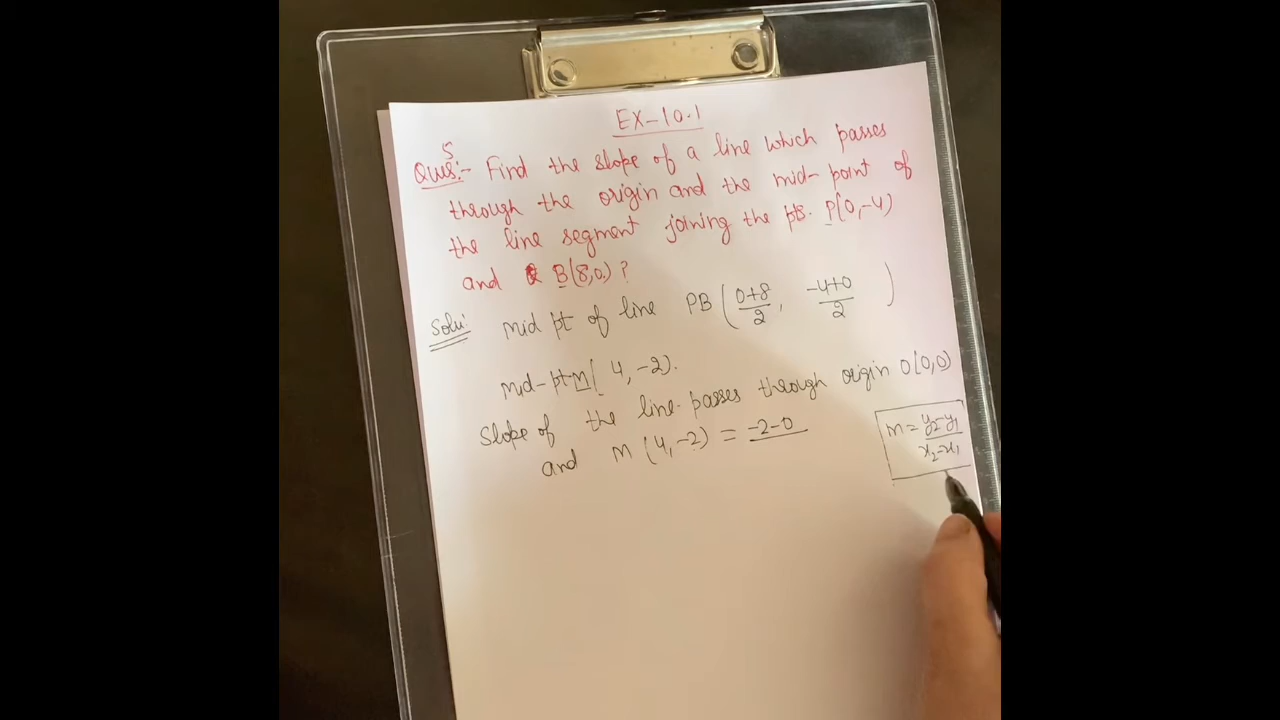 EX-10.1
5
Ques:- Find the slope of a line which passes
through the origin and the mid-point of
the line segment joining the pts. P(0,-4)
and B(8,0.)?
Solu: Mid pt of line PB (0+8/2, -4+0/2)
Mid-pt M( 4, -2).
Slope of the line passes through origin O(0,0)
and M (4,-2) = -2-0
m = y2-y1/x2-x1